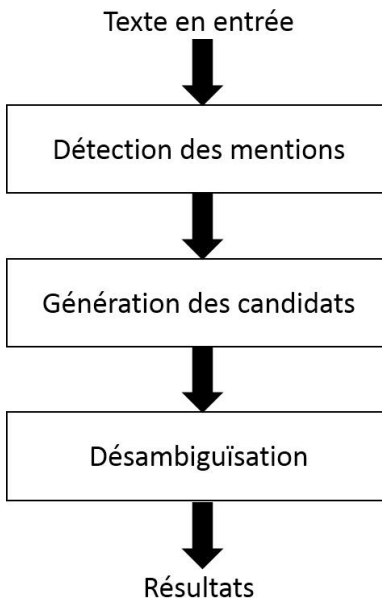 Texte en entrée
Détection des mentions
Génération des candidats
Désambiguïsation
Résultats